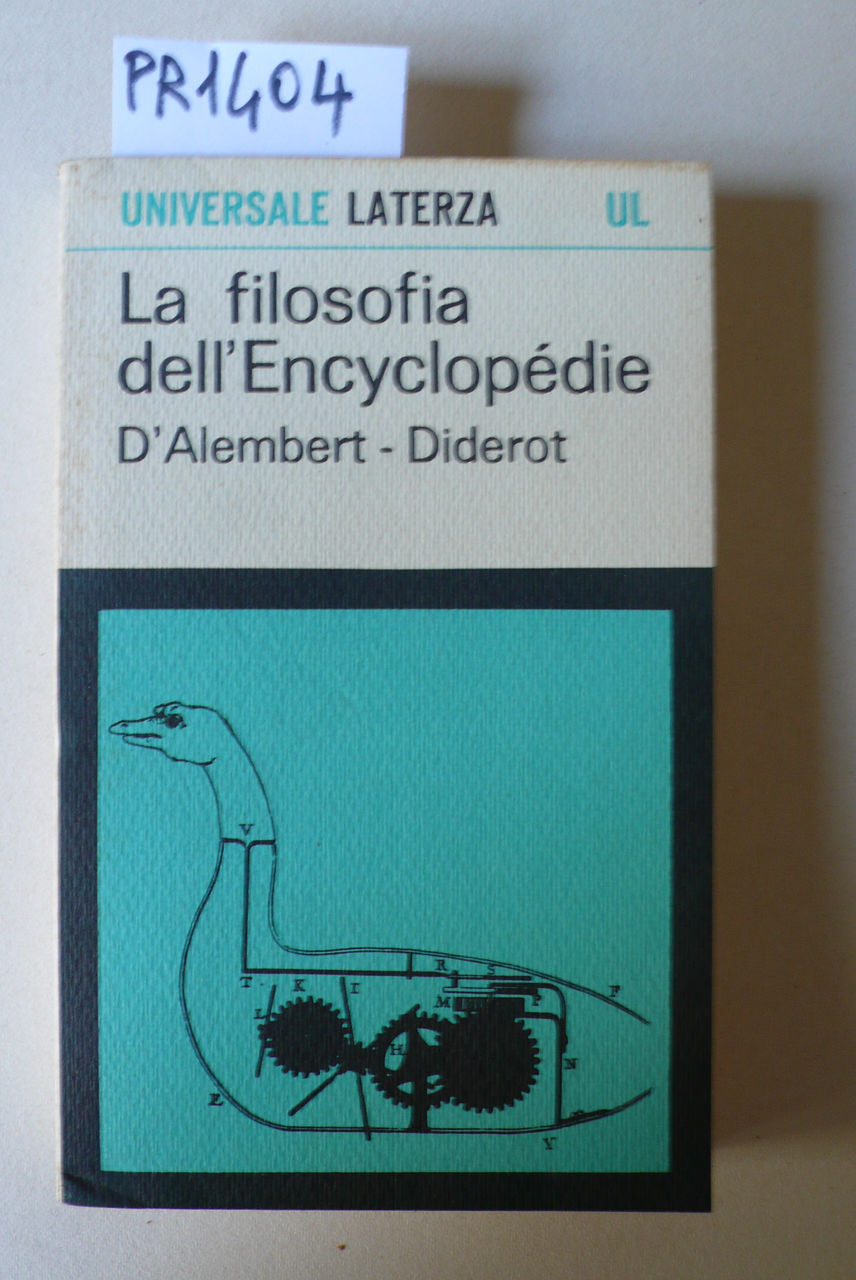 PR1404
UNIVERSALE LATERZA UL
La filosofia
dell'Encyclopédie
D'Alembert - Diderot
V
R S
T K I F
M P
L
H
N
Y